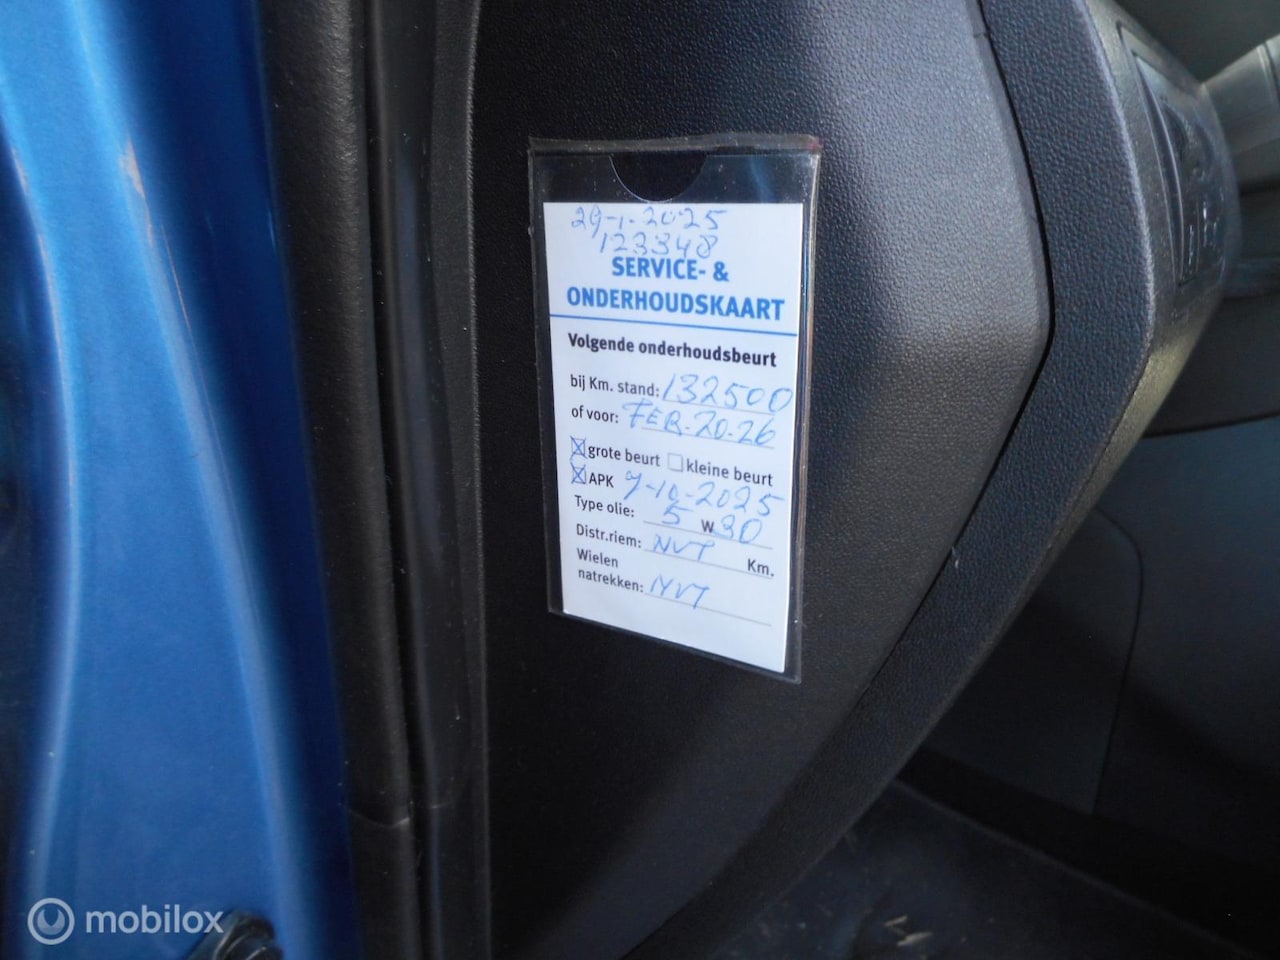 29-1-2025
123348
SERVICE- &
ONDERHOUDSKAART
Volgende onderhoudsbeurt
bij Km. stand: 132500
of voor: FEB-20-26
grote beurt kleine beurt
APK 7-10-2025
Type olie: 5 W 30
Distr.riem: NVT Km.
Wielen
natrekken: NVT
mobilox